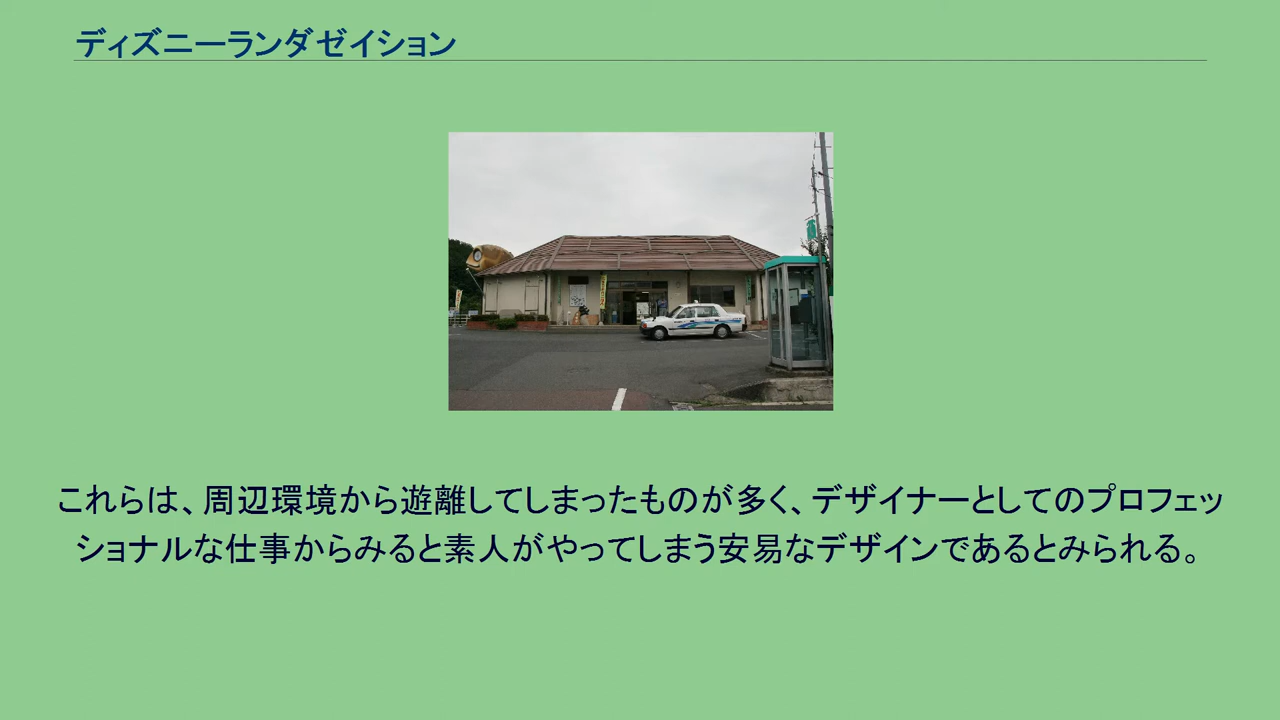 ディズニーランダゼイション
これらは、周辺環境から遊離してしまったものが多く、デザイナーとしてのプロフェッ
ショナルな仕事からみると素人がやってしまう安易なデザインであるとみられる。